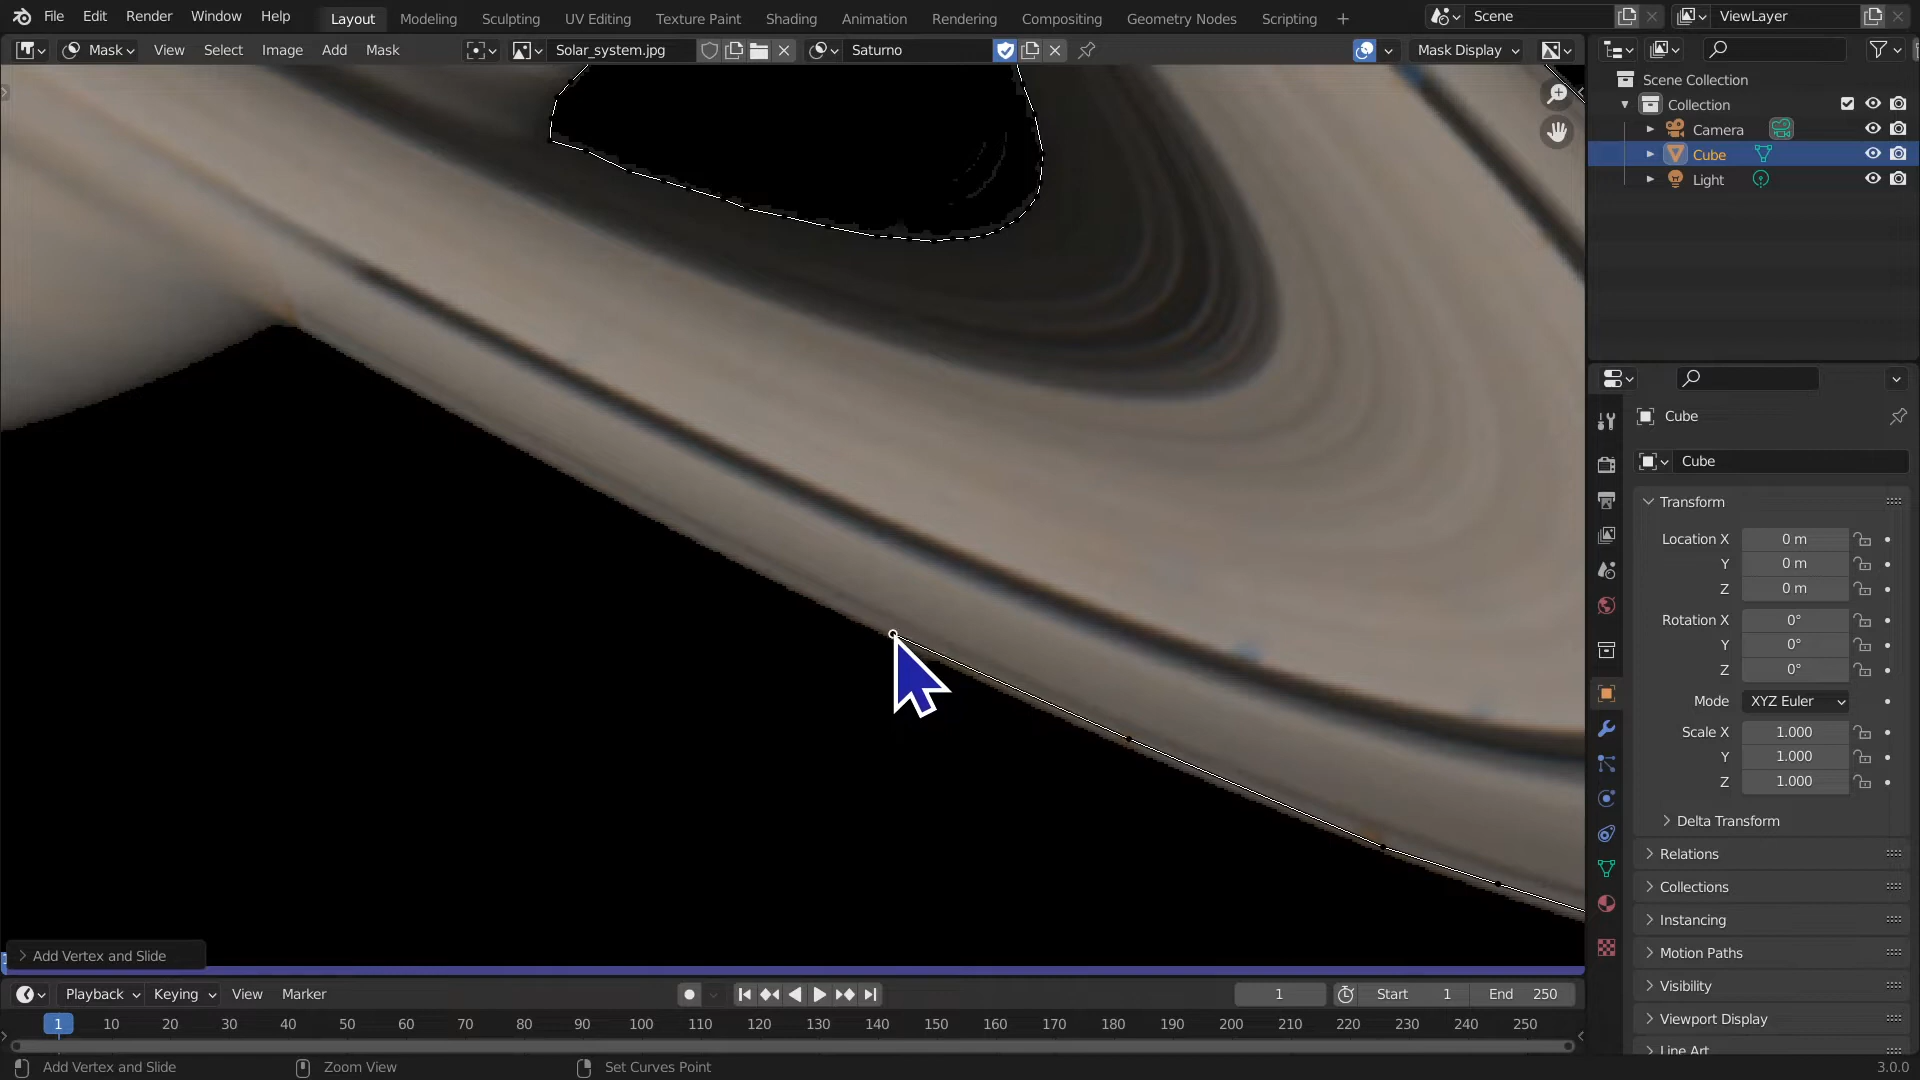 File Edit Render Window Help Layout Modeling Sculpting UV Editing Texture Paint Shading Animation Rendering Compositing Geometry Nodes Scripting + Scene ViewLayer
Mask View Select Image Add Mask Solar_system.jpg Saturno Mask Display
Scene Collection
Collection
Camera
Cube
Light
Cube
Cube
Transform
Location X 0 m
Y 0 m
Z 0 m
Rotation X 0°
Y 0°
Z 0°
Mode XYZ Euler
Scale X 1.000
Y 1.000
Z 1.000
Delta Transform
Relations
Collections
Instancing
Motion Paths
Visibility
Viewport Display
Line Art
Add Vertex and Slide
Playback Keying View Marker 1 Start 1 End 250
1 10 20 30 40 50 60 70 80 90 100 110 120 130 140 150 160 170 180 190 200 210 220 230 240 250
Add Vertex and Slide Zoom View Set Curves Point 3.0.0